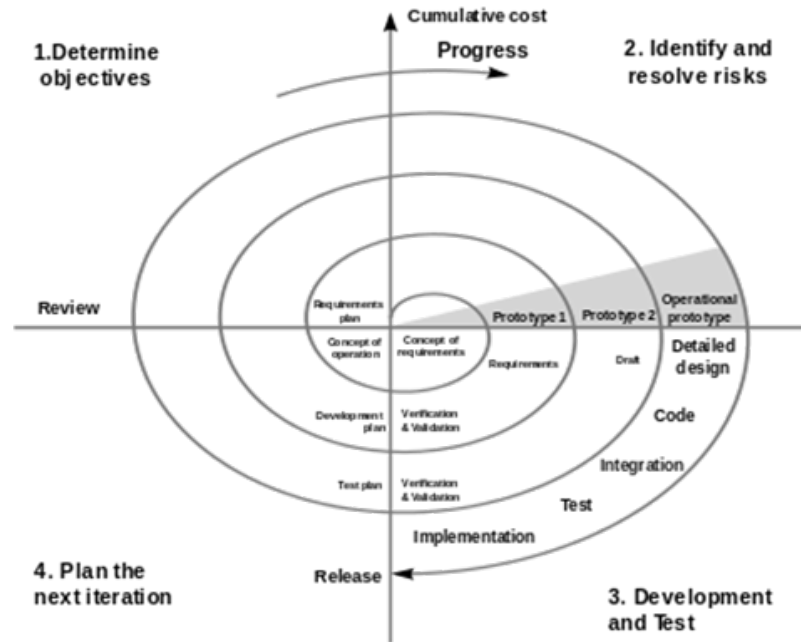 Cumulative cost
1.Determine
objectives
Progress
2. Identify and
resolve risks
Review
Requirements
plan
Prototype 1
Prototype 2
Operational
prototype
Concept of
operation
Concept of
requirements
Requirements
Draft
Detailed
design
Development
plan
Verification
& Validation
Code
Integration
Test plan
Verification
& Validation
Test
Implementation
Release
4. Plan the
next iteration
3. Development
and Test